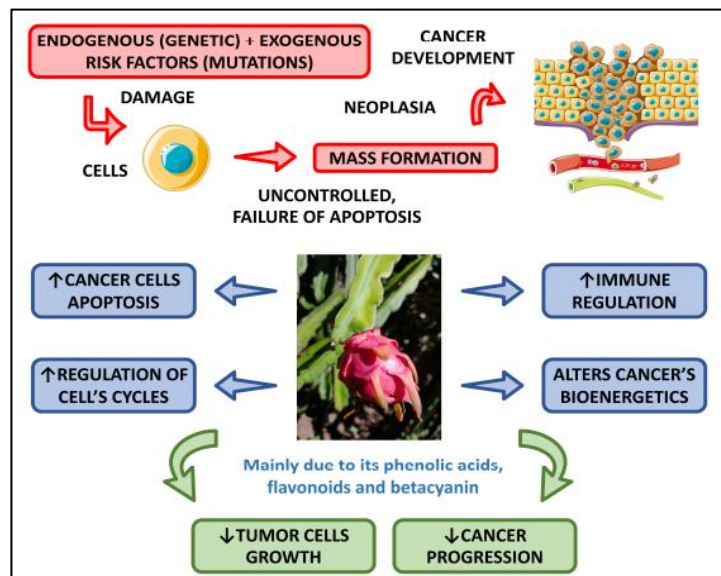 ENDOGENOUS (GENETIC) + EXOGENOUS
RISK FACTORS (MUTATIONS)
CANCER
DEVELOPMENT
DAMAGE
NEOPLASIA
CELLS
MASS FORMATION
UNCONTROLLED,
FAILURE OF APOPTOSIS
↑CANCER CELLS
APOPTOSIS
↑IMMUNE
REGULATION
↑REGULATION OF
CELL'S CYCLES
ALTERS CANCER'S
BIOENERGETICS
Mainly due to its phenolic acids,
flavonoids and betacyanin
↓TUMOR CELLS
GROWTH
↓CANCER
PROGRESSION